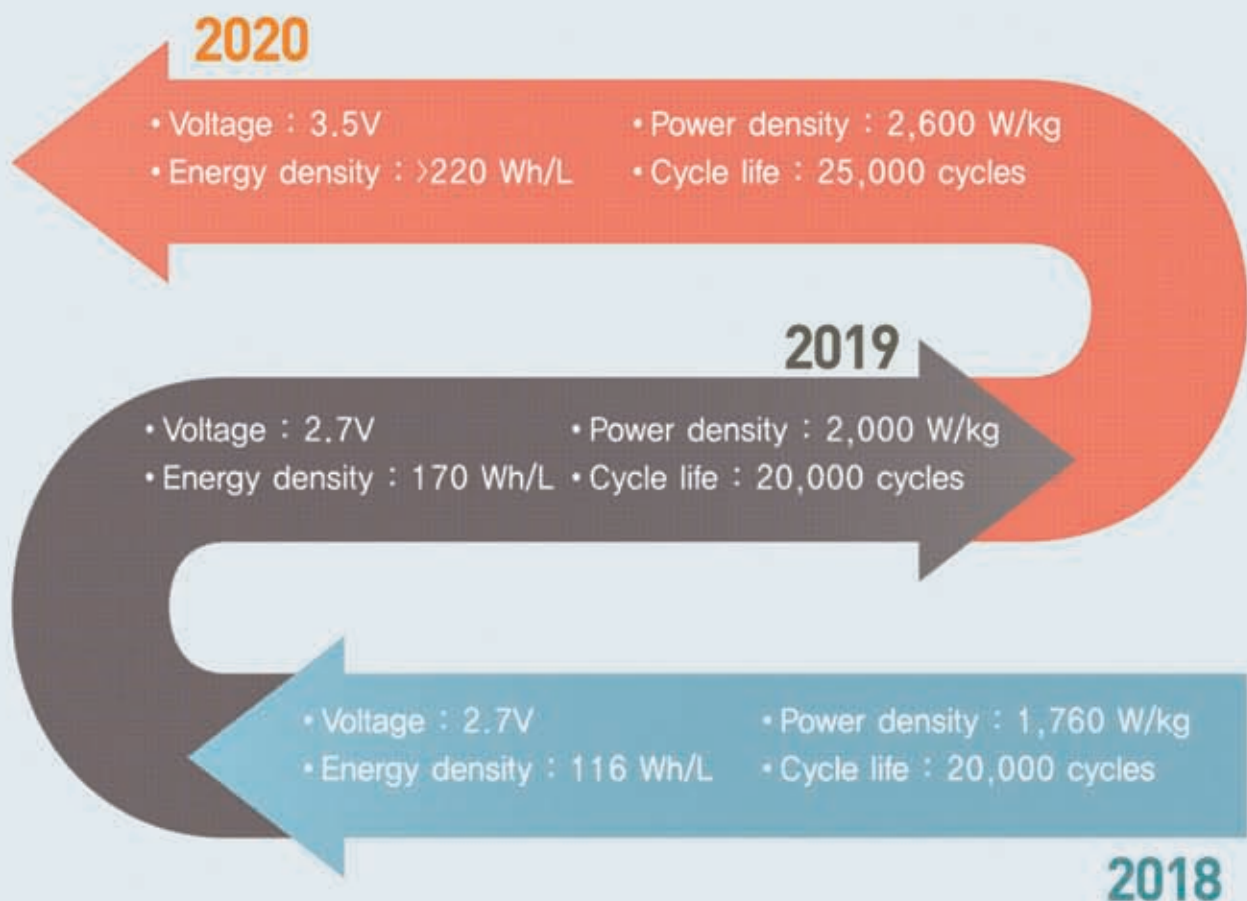 2020
• Voltage : 3.5V • Power density : 2,600 W/kg
• Energy density : >220 Wh/L • Cycle life : 25,000 cycles
2019
• Voltage : 2.7V • Power density : 2,000 W/kg
• Energy density : 170 Wh/L • Cycle life : 20,000 cycles
• Voltage : 2.7V • Power density : 1,760 W/kg
• Energy density : 116 Wh/L • Cycle life : 20,000 cycles
2018